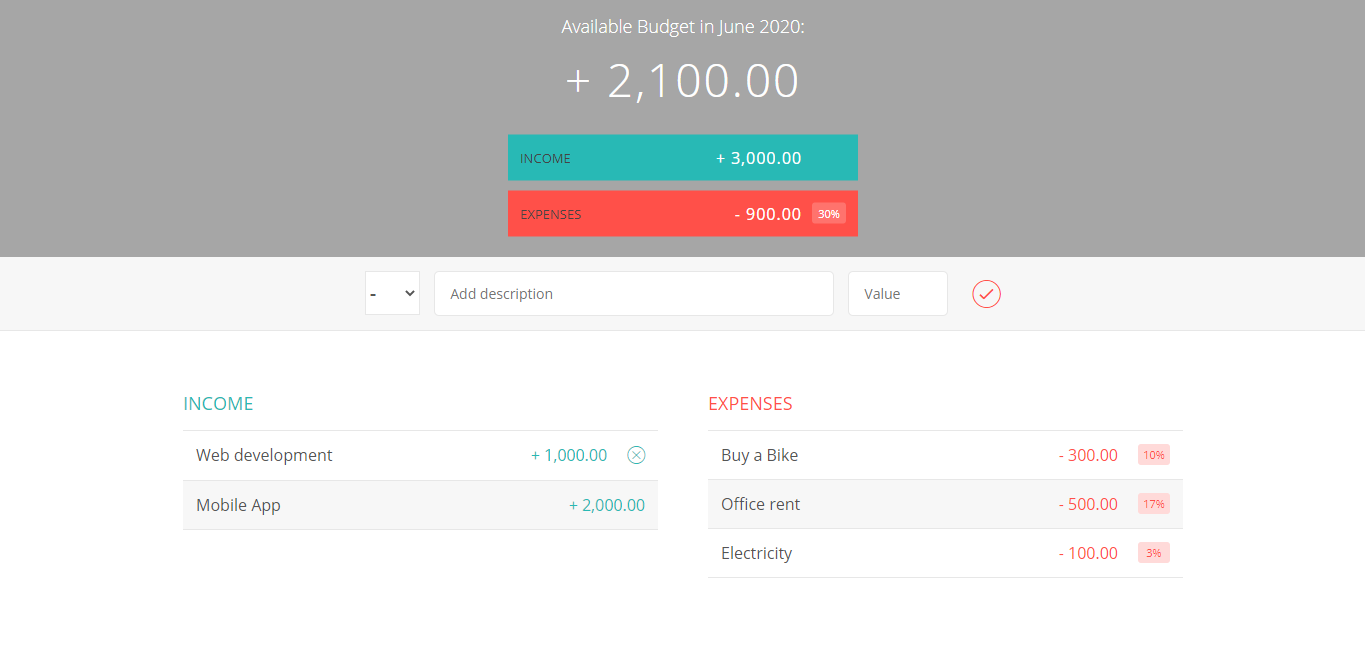 Available Budget in June 2020:
+ 2,100.00
INCOME + 3,000.00
EXPENSES - 900.00 30%
- Add description Value
INCOME
Web development + 1,000.00
Mobile App + 2,000.00
EXPENSES
Buy a Bike - 300.00 10%
Office rent - 500.00 17%
Electricity - 100.00 3%